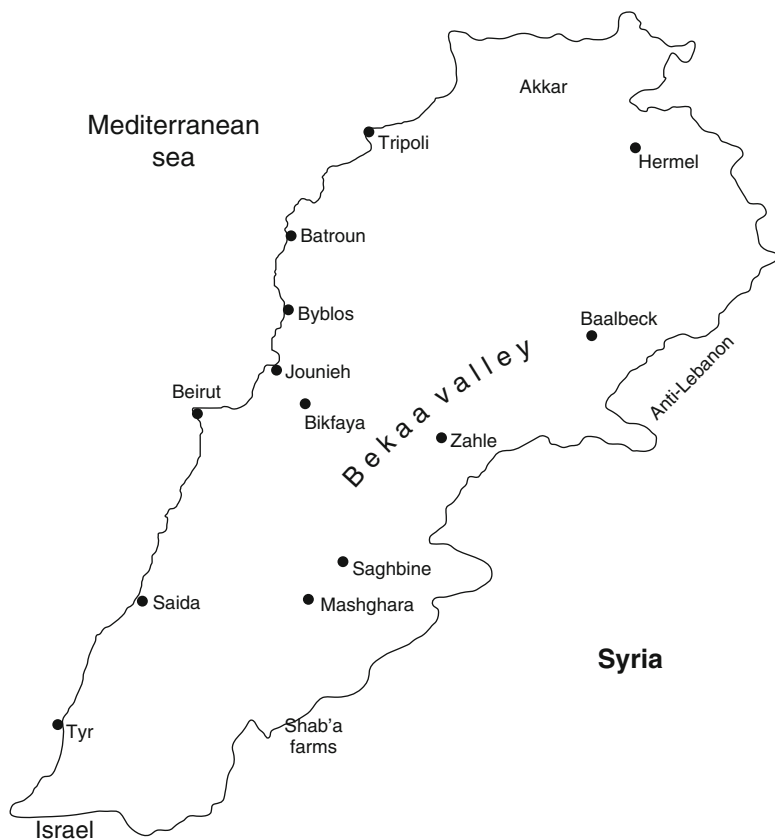 Akkar
Mediterranean
sea
Tripoli
Hermel
Batroun
Byblos
Baalbeck
Jounieh
Beirut
Bikfaya
Bekaa valley
Anti-Lebanon
Zahle
Saghbine
Mashghara
Saida
Syria
Shab'a
farms
Tyr
Israel